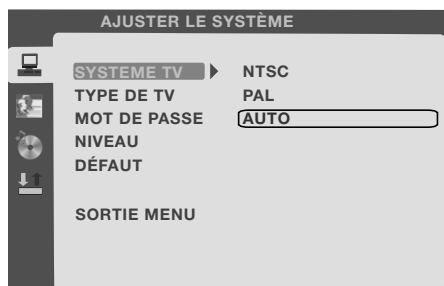 AJUSTER LE SYSTÈME
SYSTEME TV NTSC
TYPE DE TV PAL
MOT DE PASSE AUTO
NIVEAU
DÉFAUT
SORTIE MENU